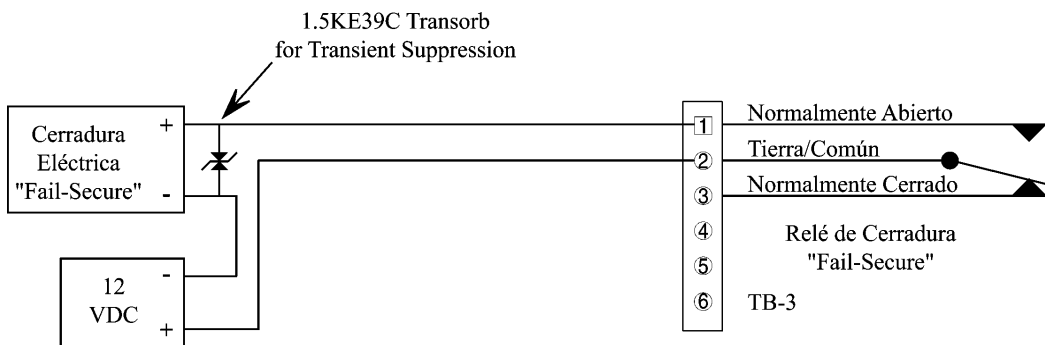 1.5KE39C Transorb
for Transient Suppression
Cerradura
Eléctrica
"Fail-Secure"
+
-
12
VDC
-
+
1
2
3
4
5
6
Normalmente Abierto
Tierra/Común
Normalmente Cerrado
Relé de Cerradura
"Fail-Secure"
TB-3